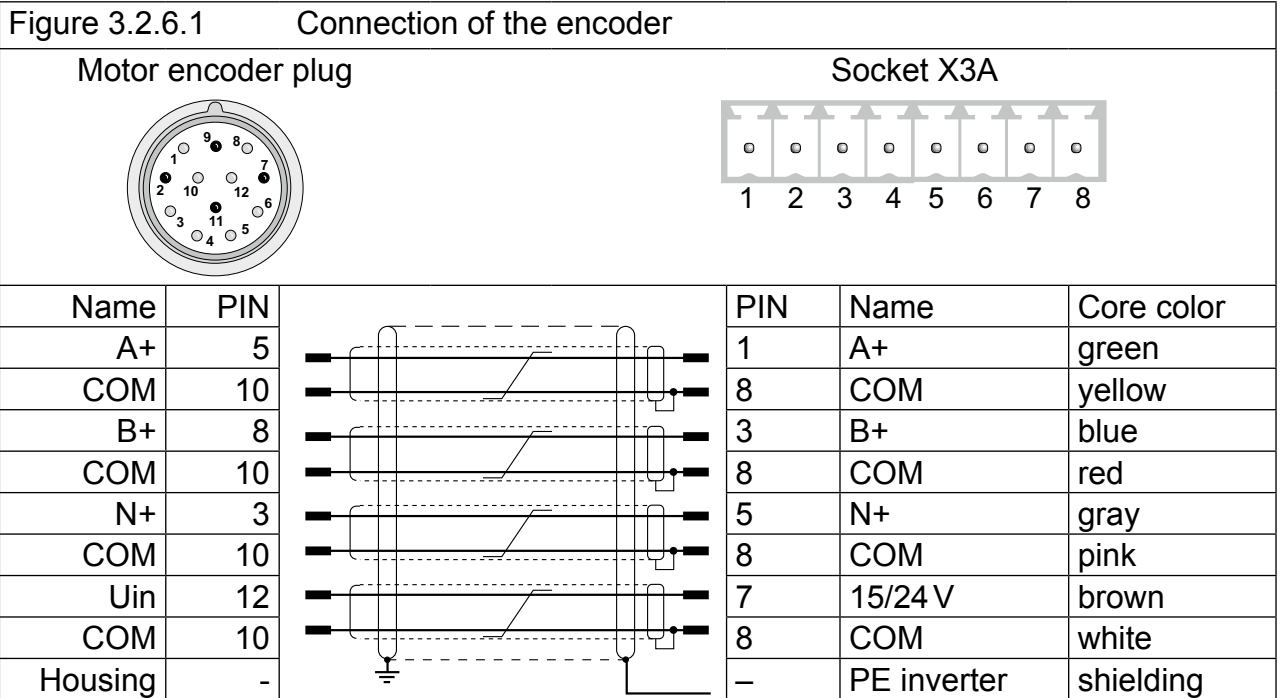 Figure 3.2.6.1 Connection of the encoder
Motor encoder plug Socket X3A
9 8
1 7
2 10 12
3 11 6
4 5
1 2 3 4 5 6 7 8
Name PIN PIN Name Core color
A+ 5 1 A+ green
COM 10 8 COM yellow
B+ 8 3 B+ blue
COM 10 8 COM red
N+ 3 5 N+ gray
COM 10 8 COM pink
Uin 12 7 15/24 V brown
COM 10 8 COM white
Housing - – PE inverter shielding